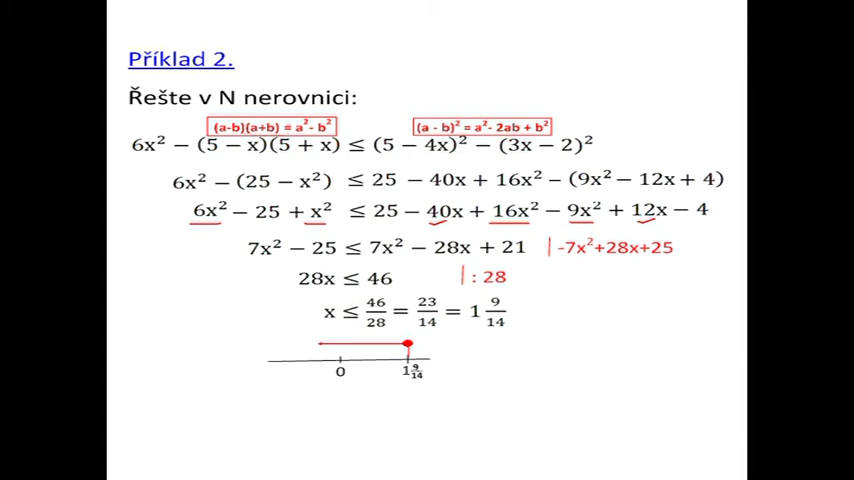 Příklad 2.
Řešte v N nerovnici:
(a-b)(a+b) = a² - b² (a - b)² = a² - 2ab + b²
6x² − (5 − x)(5 + x) ≤ (5 − 4x)² − (3x − 2)²
6x² − (25 − x²) ≤ 25 − 40x + 16x² − (9x² − 12x + 4)
6x² − 25 + x² ≤ 25 − 40x + 16x² − 9x² + 12x − 4
7x² − 25 ≤ 7x² − 28x + 21 | -7x²+28x+25
28x ≤ 46 | : 28
x ≤ 46/28 = 23/14 = 1 9/14
0 1 9/14